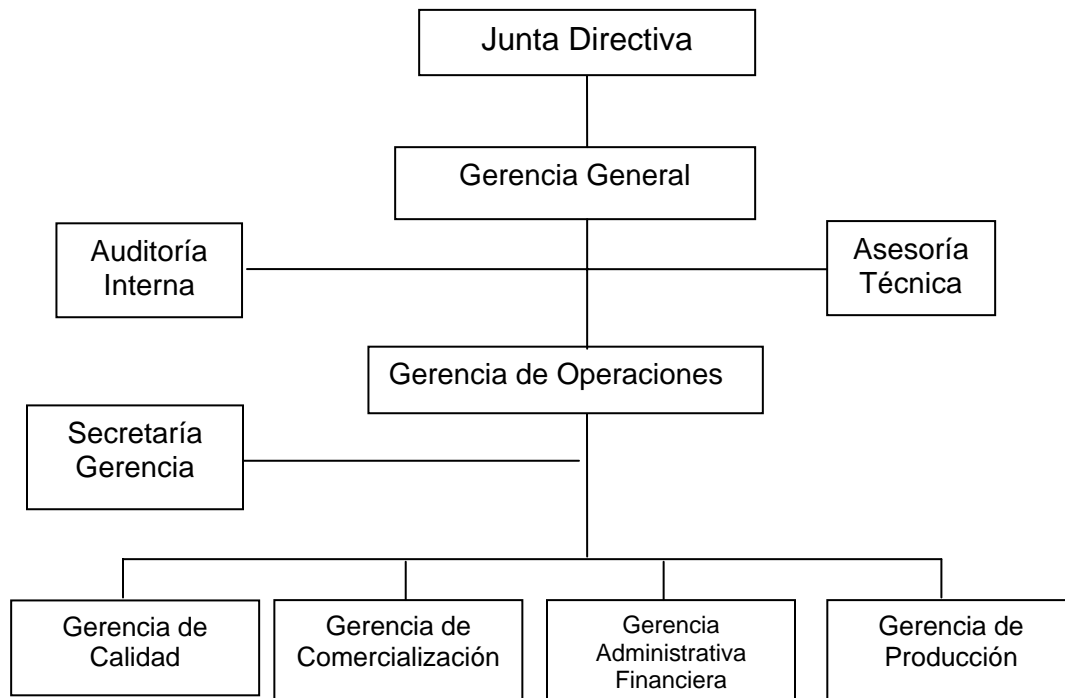 Junta Directiva
Gerencia General
Auditoría
Interna
Asesoría
Técnica
Gerencia de Operaciones
Secretaría
Gerencia
Gerencia de
Calidad
Gerencia de
Comercialización
Gerencia
Administrativa
Financiera
Gerencia de
Producción